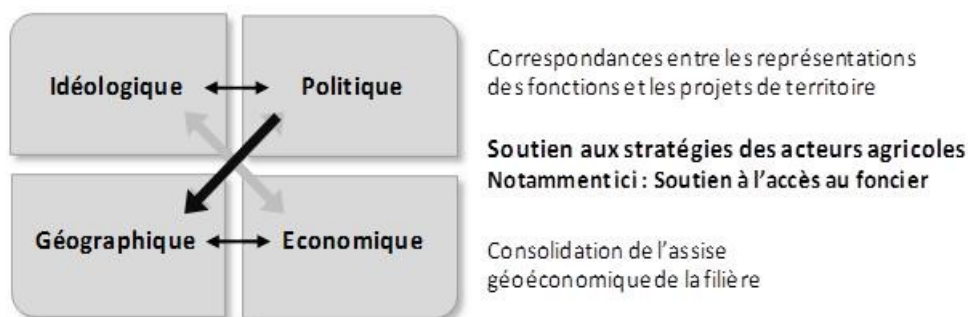 Idéologique
Politique
Géographique
Economique
Correspondances entre les représentations
des fonctions et les projets de territoire
Soutien aux stratégies des acteurs agricoles
Notamment ici : Soutien à l'accès au foncier
Consolidation de l'assise
géoéconomique de la filière